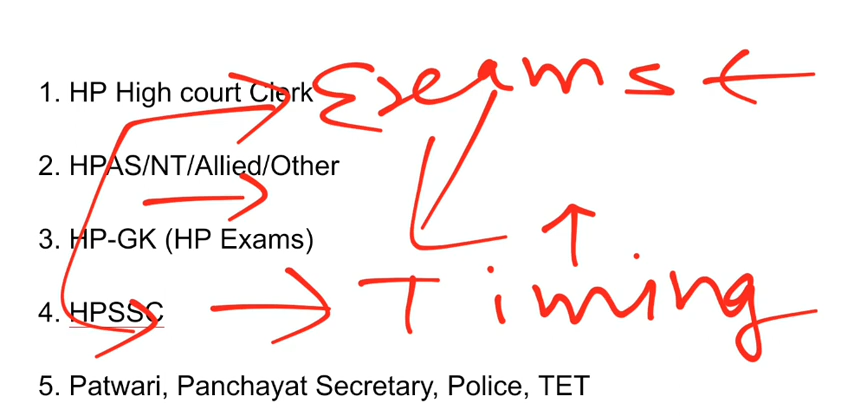 1. HP High court Clerk Exams
2. HPAS/NT/Allied/Other
3. HP-GK (HP Exams)
4. HPSSC Timing
5. Patwari, Panchayat Secretary, Police, TET